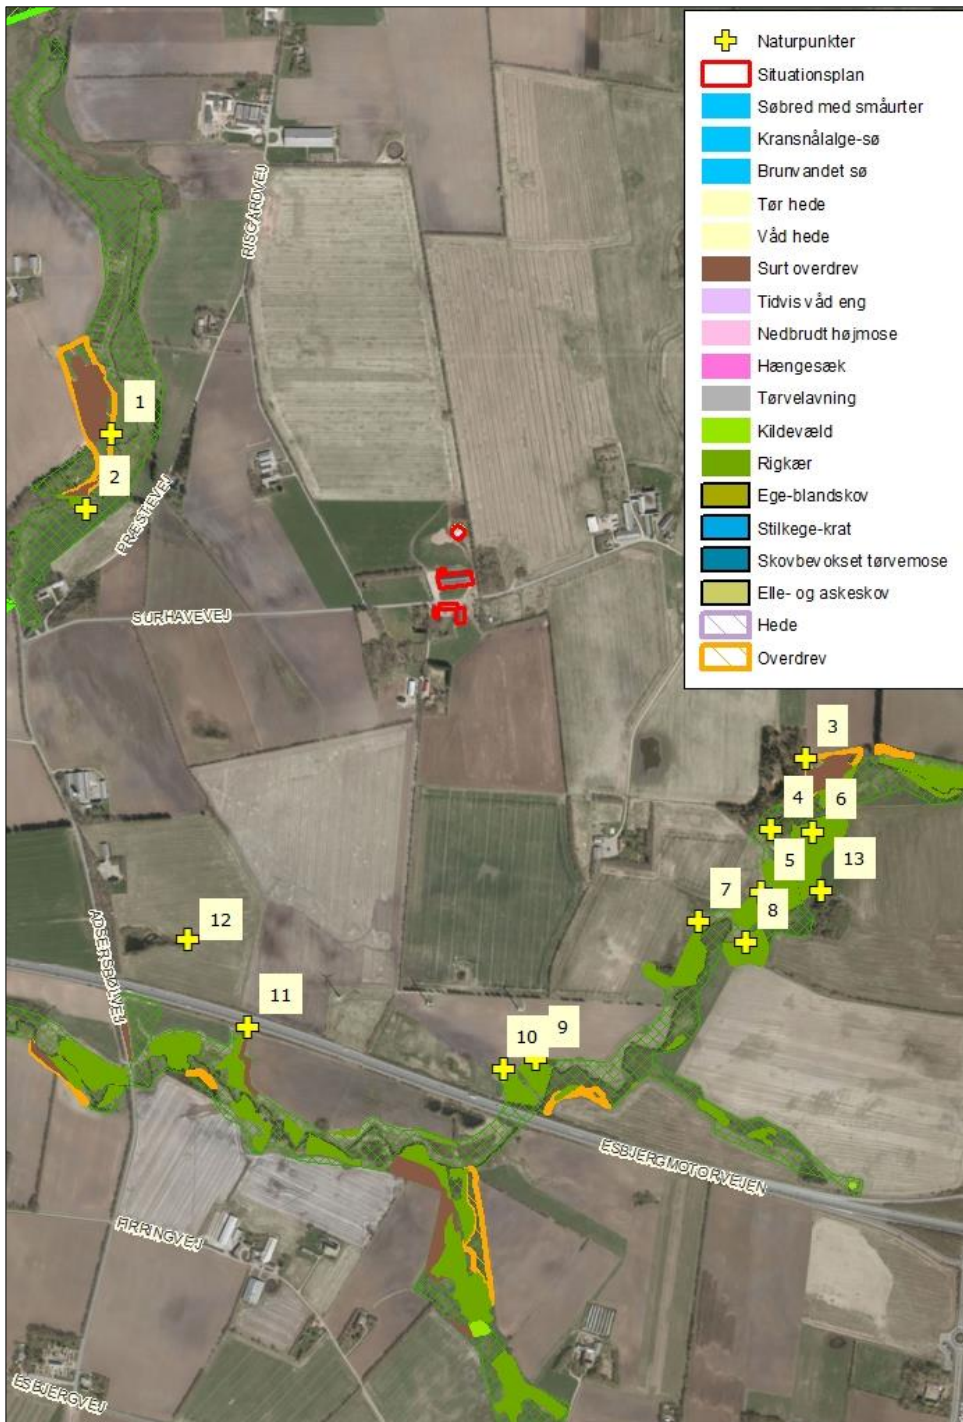 Naturpunkter
Situationsplan
Søbred med småurter
Kransnålalge-sø
Brunvandet sø
Tør hede
Våd hede
Surt overdrev
Tidvis våd eng
Nedbrudt højmose
Hængesæk
Tørvelavning
Kildevæld
Rigkær
Ege-blandskov
Stilkege-krat
Skovbevokset tørvemose
Elle- og askeskov
Hede
Overdrev
RISGÅRDVEJ
1
2
PRÆSTEVEJ
SURHAVEVEJ
3
4
6
5
13
7
8
12
ADSERSBØLVEJ
11
10
9
ESBJERGMOTORVEJEN
FIRRINGVEJ
ESBJERGVEJ